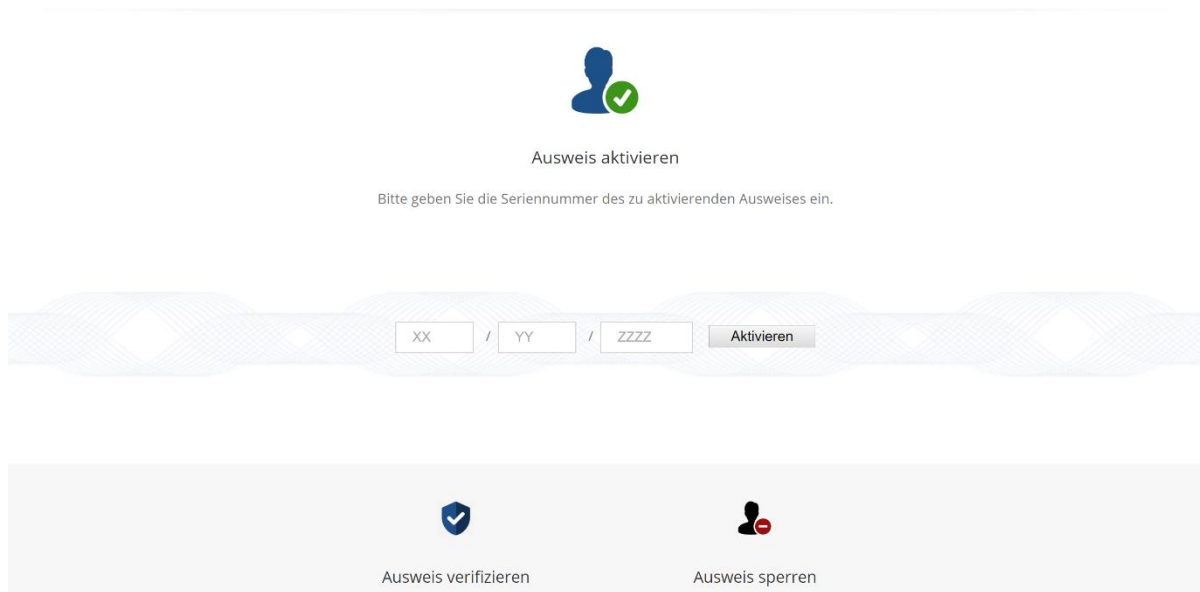 Ausweis aktivieren
Bitte geben Sie die Seriennummer des zu aktivierenden Ausweises ein.
XX / YY / ZZZZ Aktivieren
Ausweis verifizieren Ausweis sperren